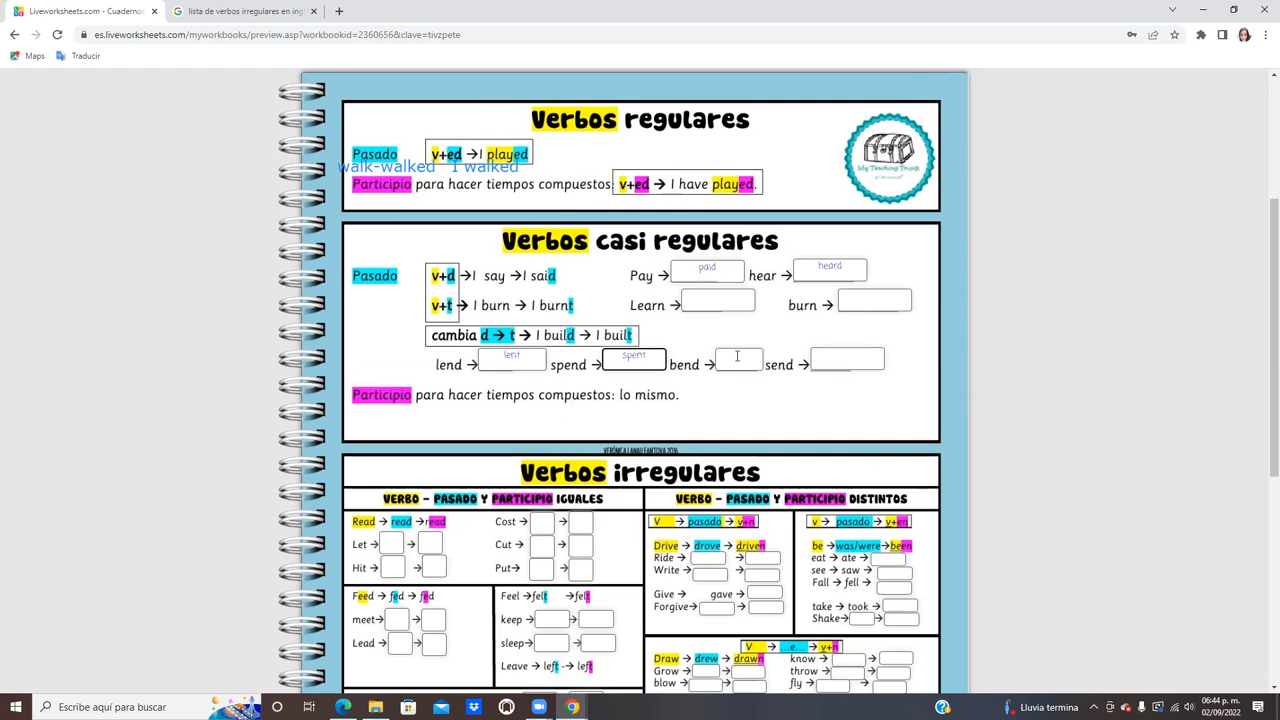 Liveworksheets.com - Cuadernos
lista de verbos irregulares en ing
es.liveworksheets.com/myworkbooks/preview.asp?workbookid=2360656&clave=tivzpete
Maps
Traducir
Verbos regulares
Pasado v+ed → I played
walk-walked I walked
Participio para hacer tiempos compuestos: v+ed → I have played.
My Teaching Trunk
Verbos casi regulares
Pasado v+d → I say → I said Pay → paid hear → heard
v+t → I burn → I burnt Learn → burn →
cambia d → t → I build → I built
lend → lent spend → spent bend → send →
Participio para hacer tiempos compuestos: lo mismo.
Verbos irregulares
VERBO – PASADO Y PARTICIPIO IGUALES
VERBO – PASADO Y PARTICIPIO DISTINTOS
Read → read → read
Let → →
Hit → →
Cost → →
Cut → →
Put → →
Feed → fed → fed
meet → →
Lead → →
Feel → felt → felt
keep → →
sleep → →
Leave → left -→ left
V → pasado → v+n
Drive → drove → driven
Ride → →
Write → →
Give → gave →
Forgive → →
v → pasado → v+en
be → was/were → been
eat → ate →
see → saw →
Fall → fell →
take → took →
Shake → →
V → ...e... → v+n
Draw → drew → drawn
Grow → →
blow → →
know → →
throw → →
fly → →
Escribe aquí para buscar
Lluvia termina
06:44 p. m.
02/09/2022